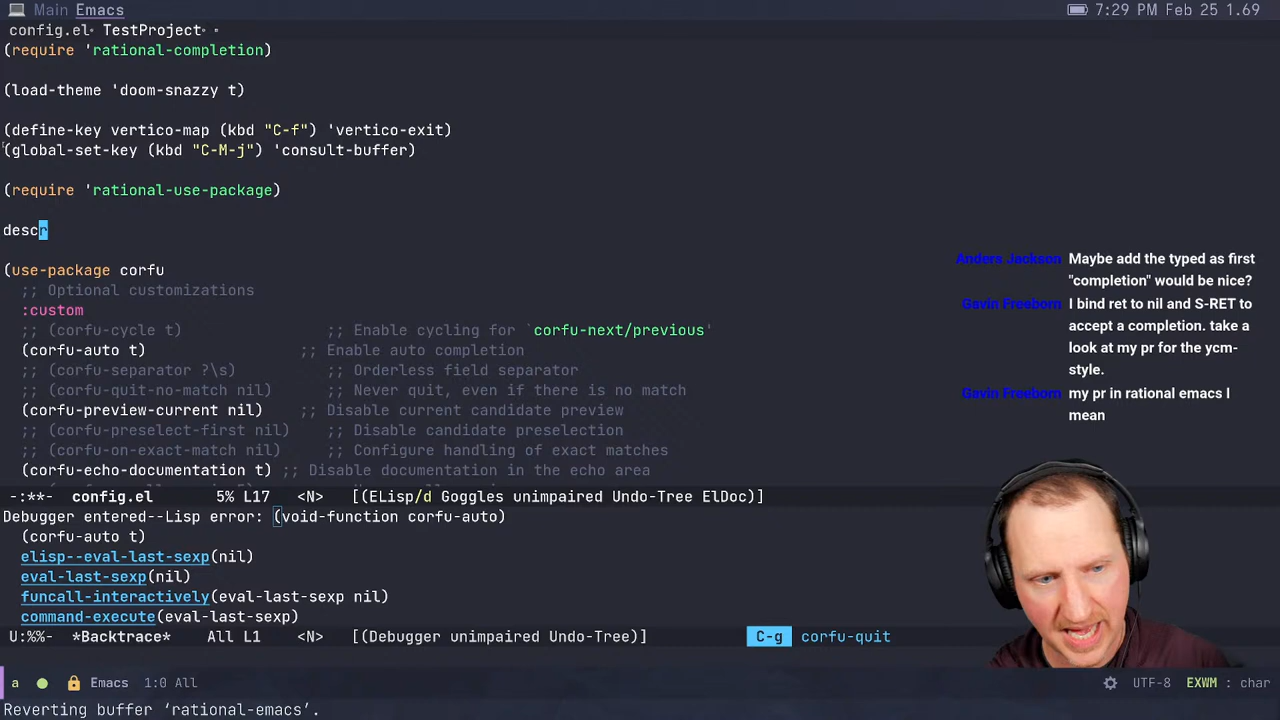 Main Emacs 7:29 PM Feb 25 1.69
config.el TestProject
(require 'rational-completion)
(load-theme 'doom-snazzy t)
(define-key vertico-map (kbd "C-f") 'vertico-exit)
(global-set-key (kbd "C-M-j") 'consult-buffer)
(require 'rational-use-package)
descr
(use-package corfu
;; Optional customizations
:custom
;; (corfu-cycle t) ;; Enable cycling for `corfu-next/previous'
(corfu-auto t) ;; Enable auto completion
;; (corfu-separator ?\s) ;; Orderless field separator
;; (corfu-quit-no-match nil) ;; Never quit, even if there is no match
(corfu-preview-current nil) ;; Disable current candidate preview
;; (corfu-preselect-first nil) ;; Disable candidate preselection
;; (corfu-on-exact-match nil) ;; Configure handling of exact matches
(corfu-echo-documentation t) ;; Disable documentation in the echo area
-:**- config.el 5% L17 <N> [(ELisp/d Goggles unimpaired Undo-Tree ElDoc)]
Debugger entered--Lisp error: (void-function corfu-auto)
(corfu-auto t)
elisp--eval-last-sexp(nil)
eval-last-sexp(nil)
funcall-interactively(eval-last-sexp nil)
command-execute(eval-last-sexp)
U:%%- *Backtrace* All L1 <N> [(Debugger unimpaired Undo-Tree)] C-g corfu-quit
a Emacs 1:0 All UTF-8 EXWM : char
Reverting buffer ‘rational-emacs’.
Anders Jackson Maybe add the typed as first
"completion" would be nice?
Gavin Freeborn I bind ret to nil and S-RET to
accept a completion. take a
look at my pr for the ycm-
style.
Gavin Freeborn my pr in rational emacs I
mean